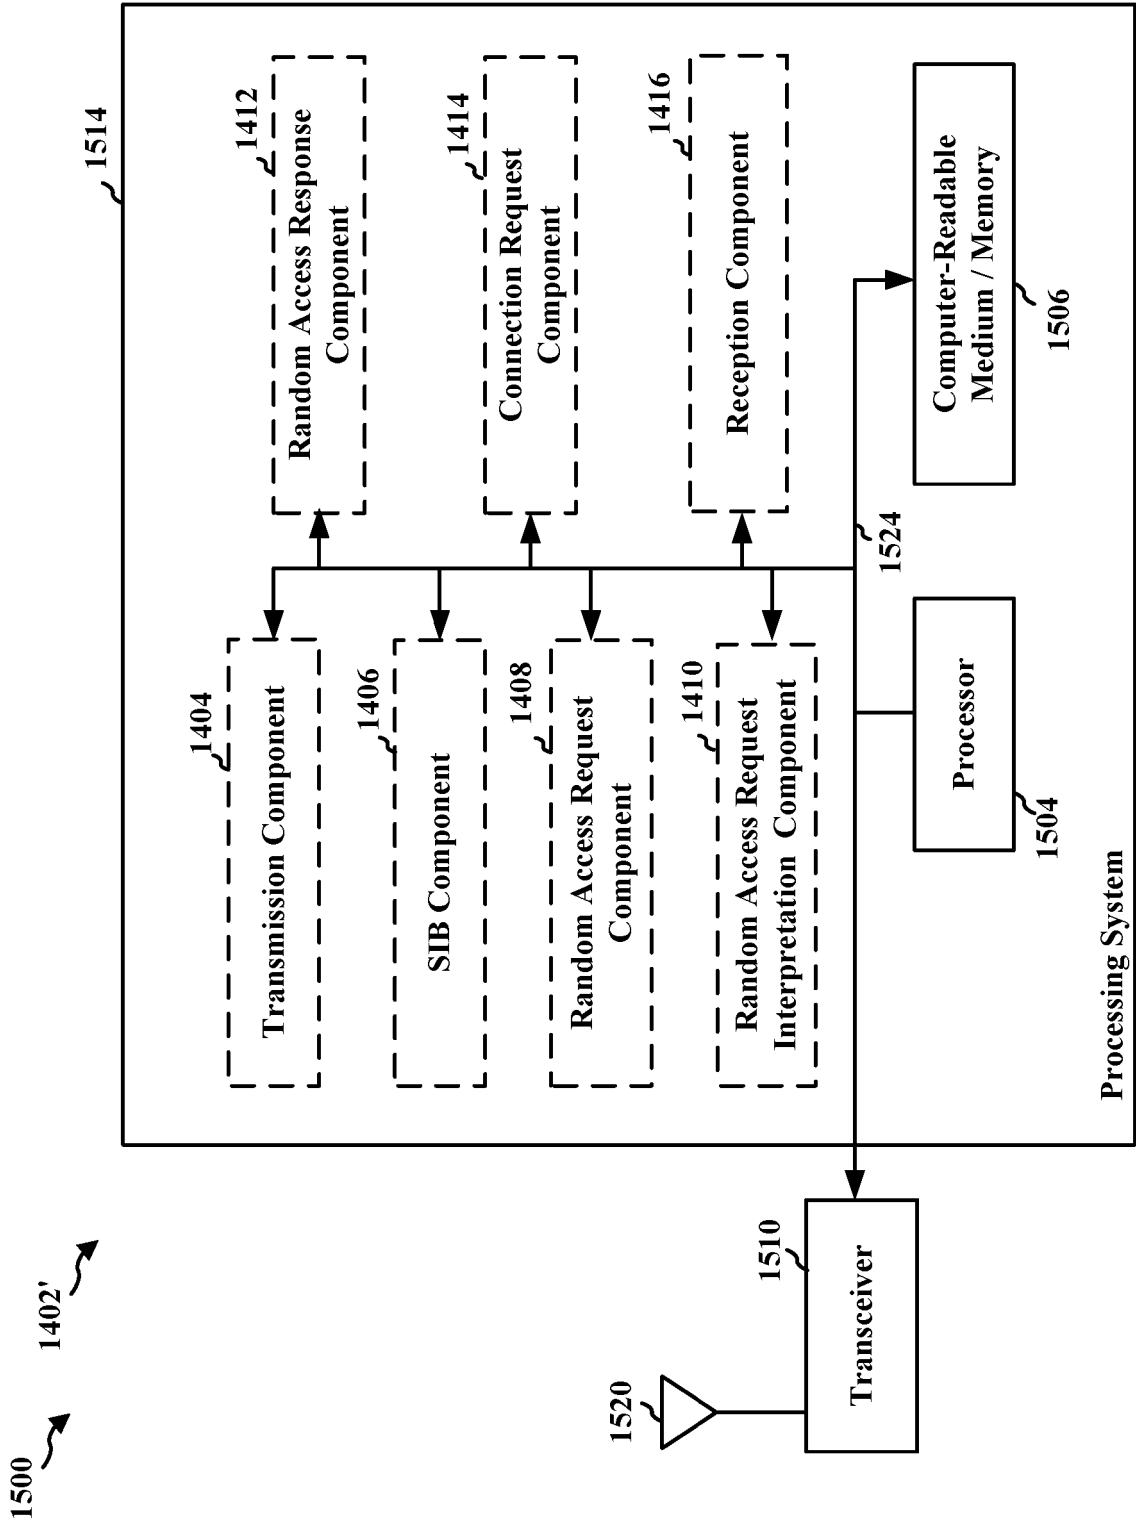 1500
1402'
1514
1404
Transmission Component
1406
SIB Component
1408
Random Access Request
Component
1410
Random Access Request
Interpretation Component
1412
Random Access Response
Component
1414
Connection Request
Component
1416
Reception Component
1524
1520
1510
Transceiver
Processor
1504
Computer-Readable
Medium / Memory
1506
Processing System